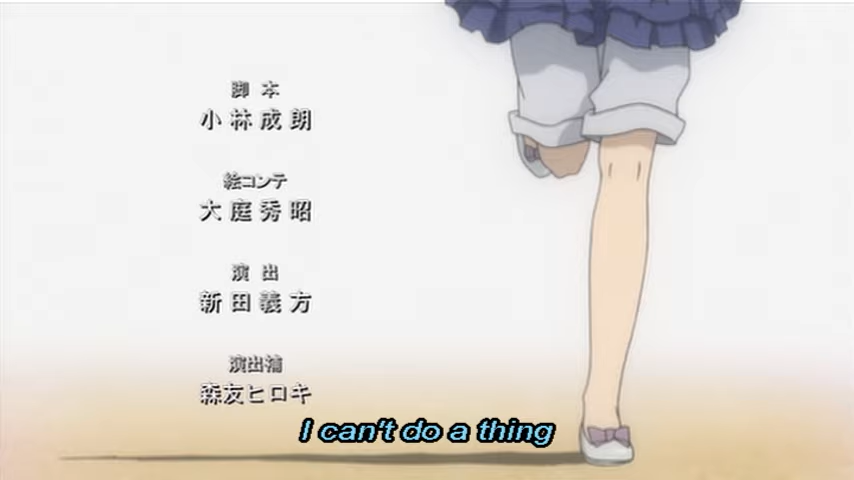 脚本
小林成朗
絵コンテ
大庭秀昭
演出
新田義方
演出補
森友ヒロキ
I can't do a thing